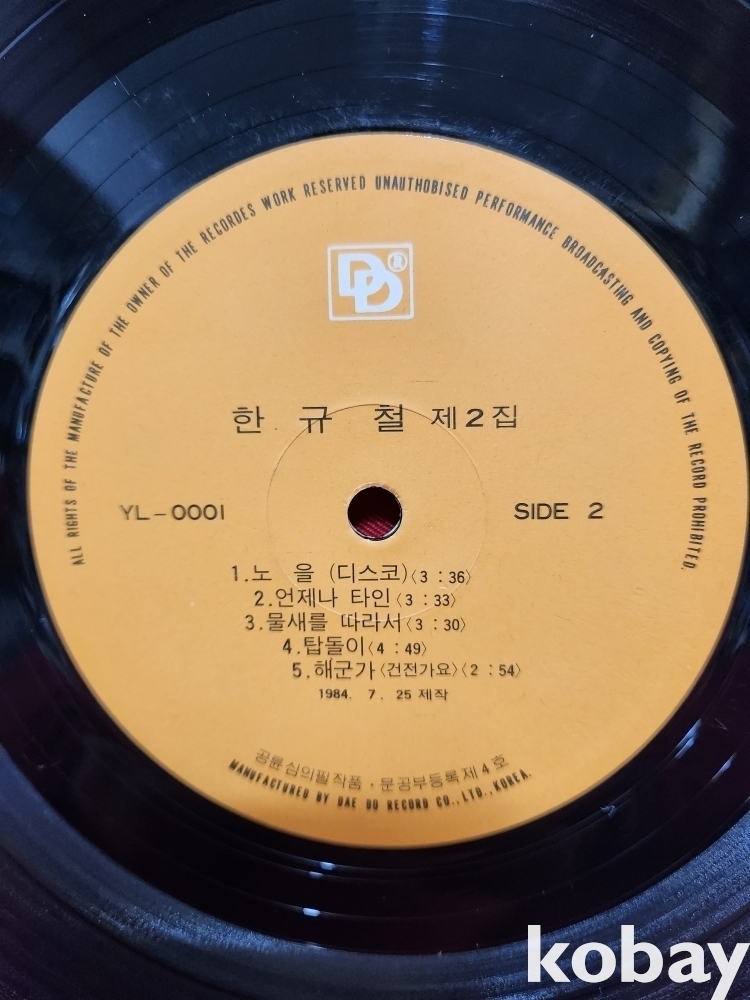 ALL RIGHTS OF THE MANUFACTURE OF THE OWNER OF THE RECORDES WORK RESERVED UNAUTHOBISED PERFORMANCE BROADCASTING AND COPYING OF THE RECORD PROHIBITED.
DD ®
한 규 철 제2집
YL-0001 SIDE 2
1.노 을 (디스코)〈3 : 36〉
2.언제나 타인〈3 : 33〉
3.물새를 따라서〈3 : 30〉
4.탑돌이〈4 : 49〉
5.해군가〈건전가요〉〈2 : 54〉
1984. 7. 25 제작
공륜심의필작품 · 문공부등록제4호
MANUFACTURED BY DAE DO RECORD CO., LTD., KOREA.
kobay